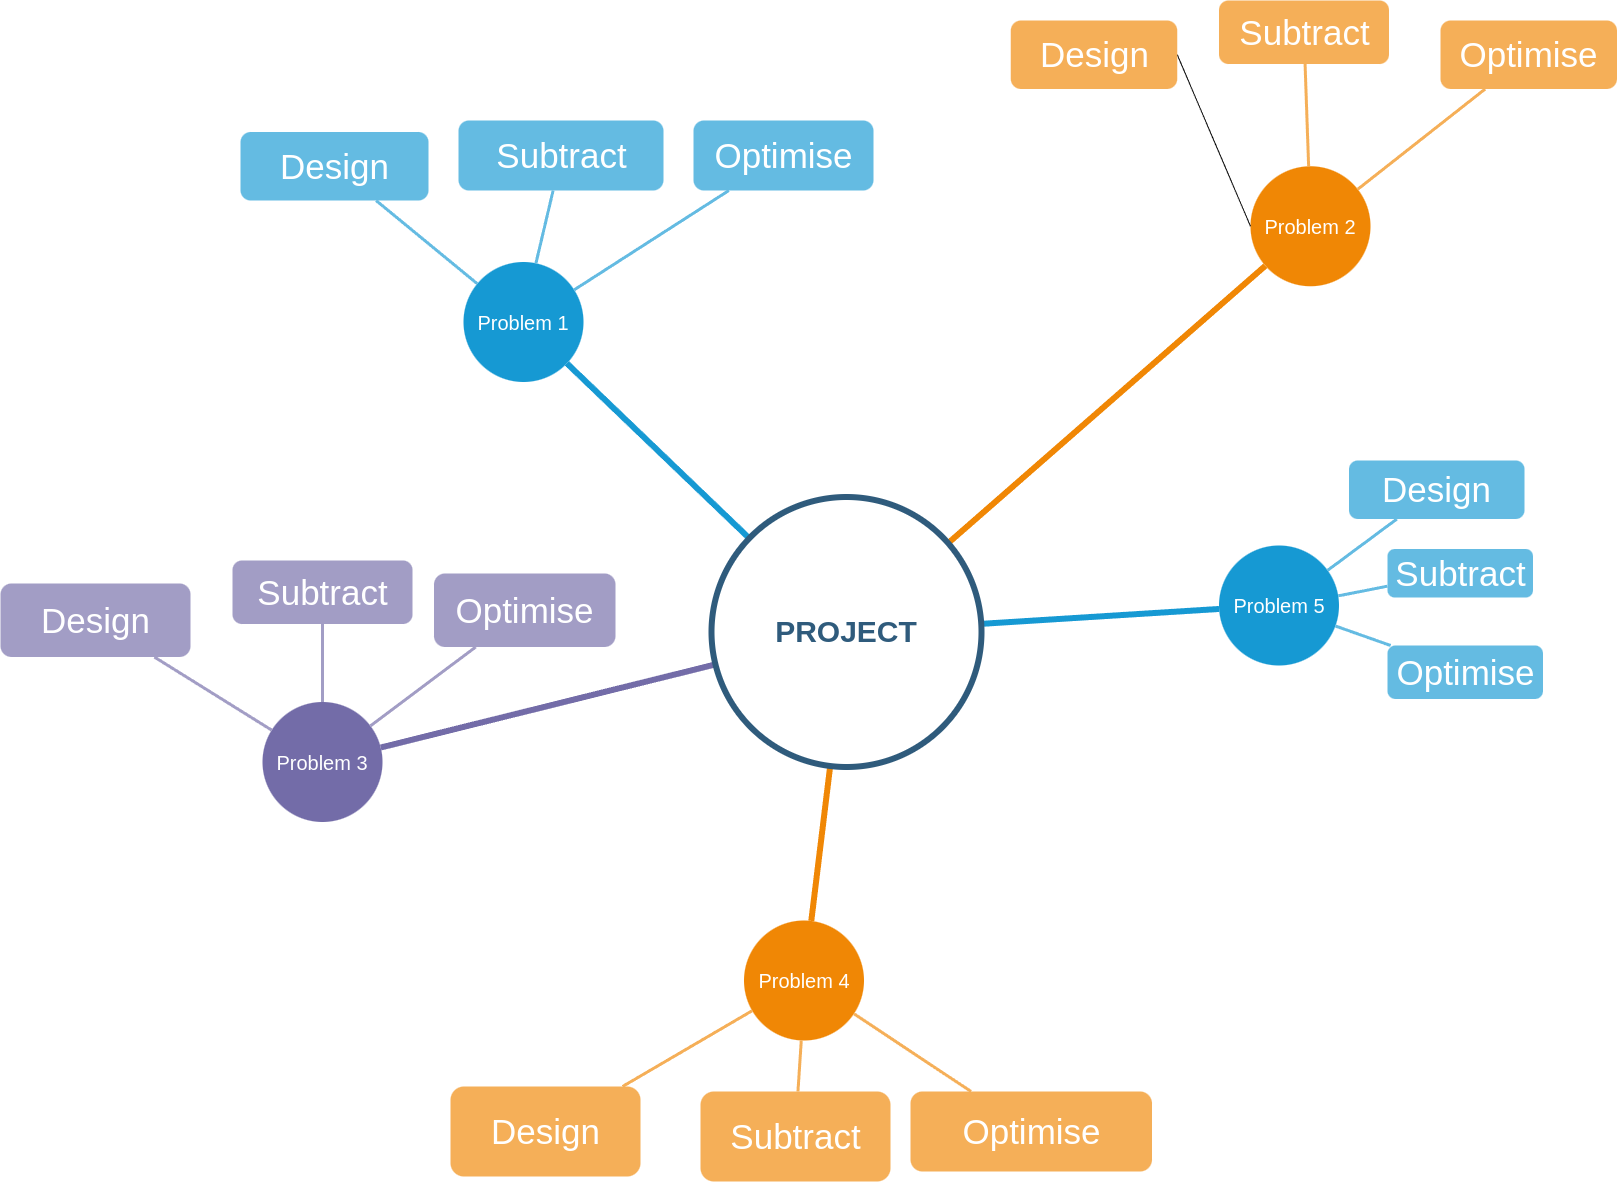 Design
Subtract
Optimise
Problem 2
Design
Subtract
Optimise
Problem 1
PROJECT
Design
Subtract
Optimise
Problem 5
Design
Subtract
Optimise
Problem 3
Problem 4
Design
Subtract
Optimise